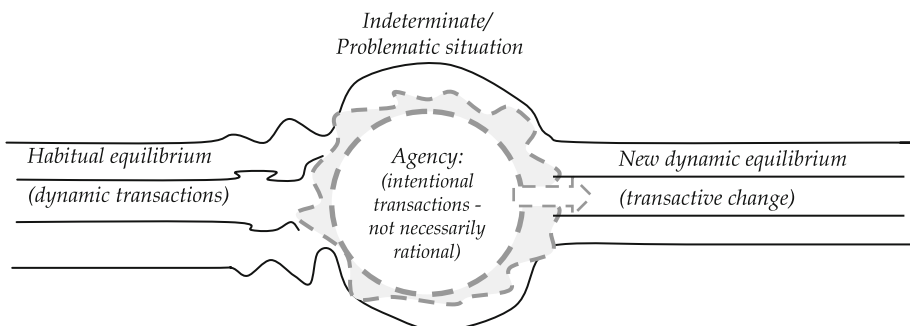 Indeterminate/
Problematic situation
Habitual equilibrium
(dynamic transactions)
Agency:
(intentional
transactions -
not necessarily
rational)
New dynamic equilibrium
(transactive change)